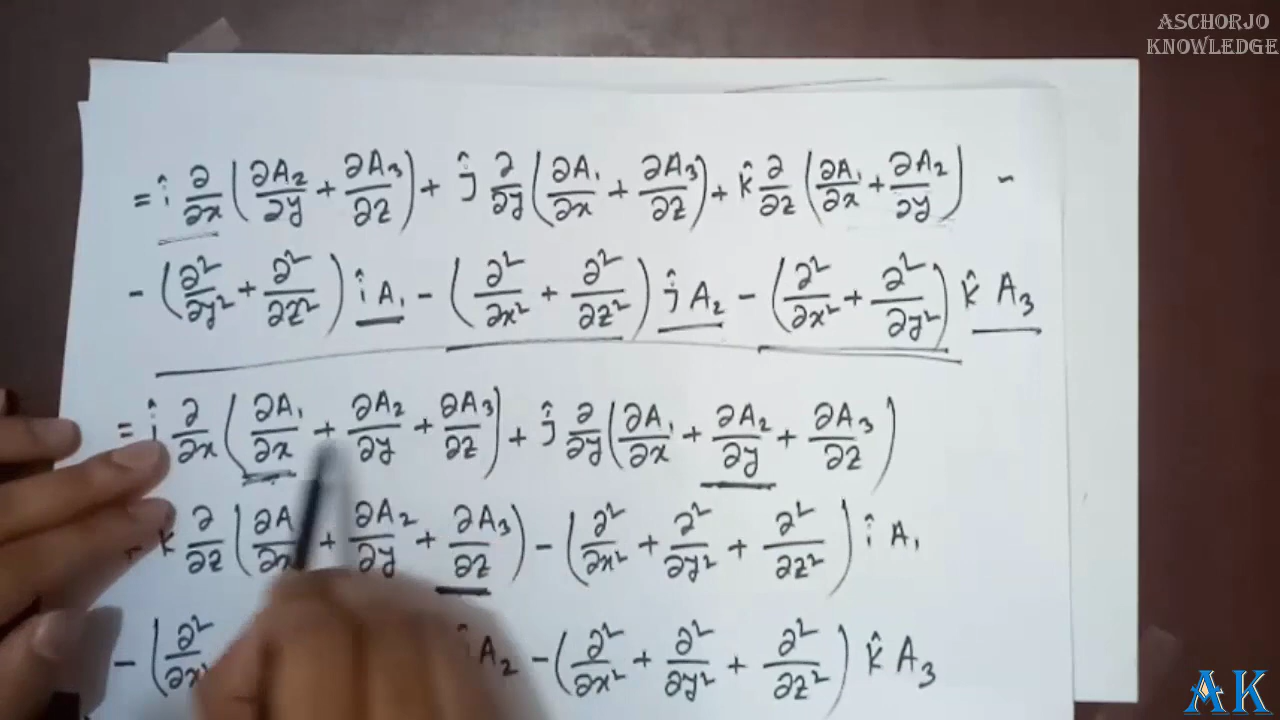 ASCHORJO
KNOWLEDGE
= î ∂/∂x (∂A₂/∂y + ∂A₃/∂z) + ĵ ∂/∂y (∂A₁/∂x + ∂A₃/∂z) + k̂ ∂/∂z (∂A₁/∂x + ∂A₂/∂y) -
- (∂²/∂y² + ∂²/∂z²) î A₁ - (∂²/∂x² + ∂²/∂z²) ĵ A₂ - (∂²/∂x² + ∂²/∂y²) k̂ A₃
= î ∂/∂x (∂A₁/∂x + ∂A₂/∂y + ∂A₃/∂z) + ĵ ∂/∂y (∂A₁/∂x + ∂A₂/∂y + ∂A₃/∂z)
k̂ ∂/∂z (∂A/∂x + ∂A₂/∂y + ∂A₃/∂z) - (∂²/∂x² + ∂²/∂y² + ∂²/∂z²) î A₁
- (∂²/∂x² A₂ - (∂²/∂x² + ∂²/∂y² + ∂²/∂z²) k̂ A₃
AK